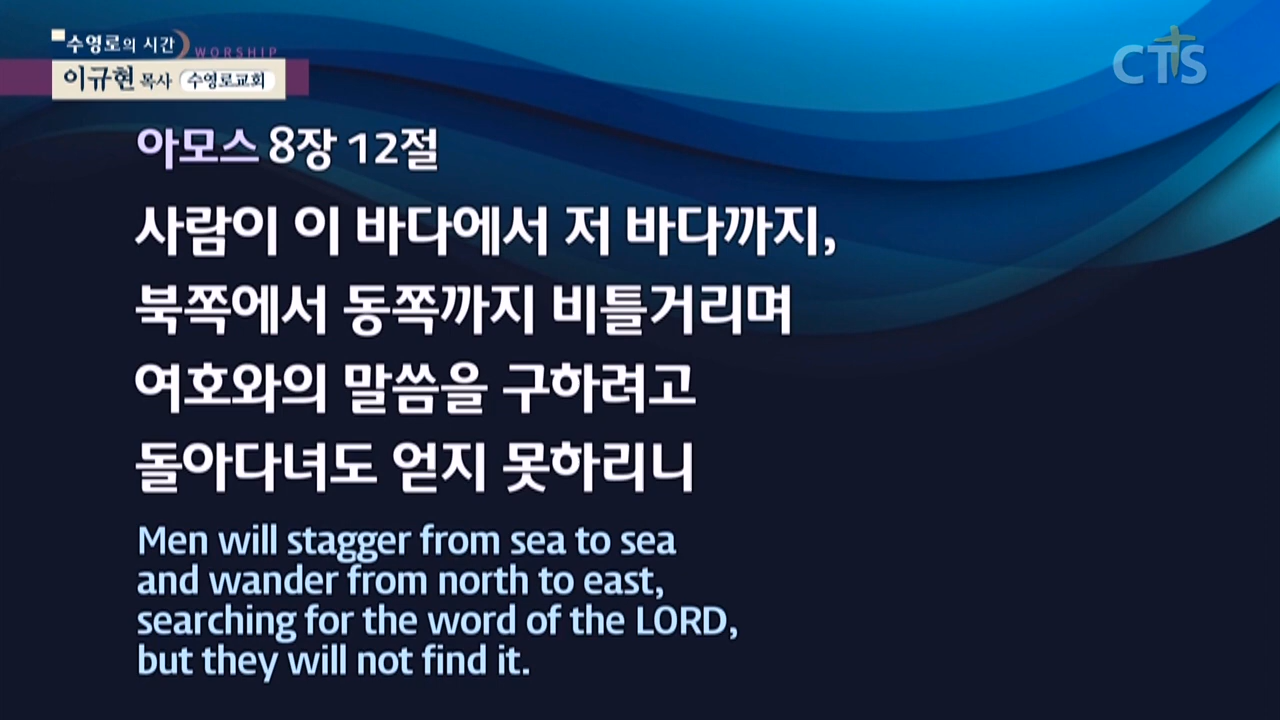 수영로의 시간
WORSHIP
이규현 목사 수영로교회
CTS
아모스 8장 12절
사람이 이 바다에서 저 바다까지,
북쪽에서 동쪽까지 비틀거리며
여호와의 말씀을 구하려고
돌아다녀도 얻지 못하리니
Men will stagger from sea to sea
and wander from north to east,
searching for the word of the LORD,
but they will not find it.